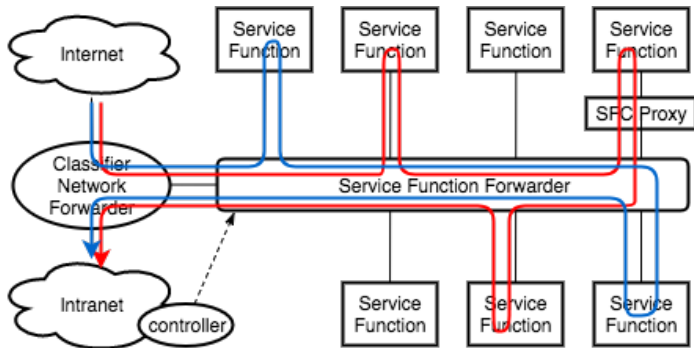 Internet
Service
Function
Service
Function
Service
Function
Service
Function
SFC Proxy
Classifier
Network
Forwarder
Service Function Forwarder
Intranet
controller
Service
Function
Service
Function
Service
Function